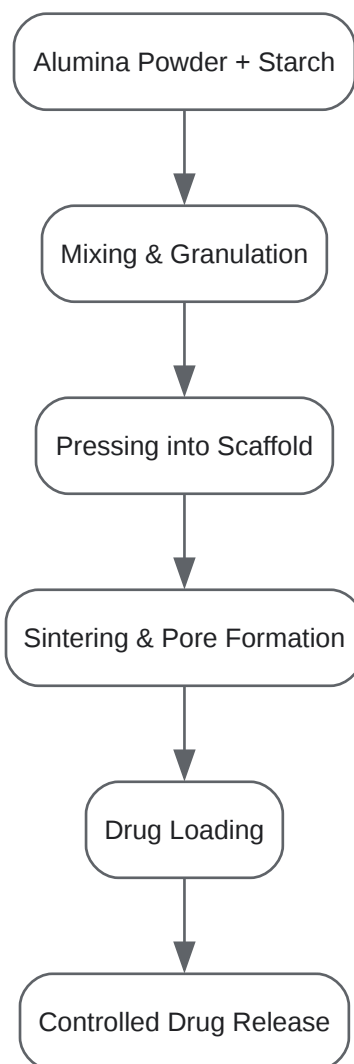 Alumina Powder + Starch
Mixing & Granulation
Pressing into Scaffold
Sintering & Pore Formation
Drug Loading
Controlled Drug Release